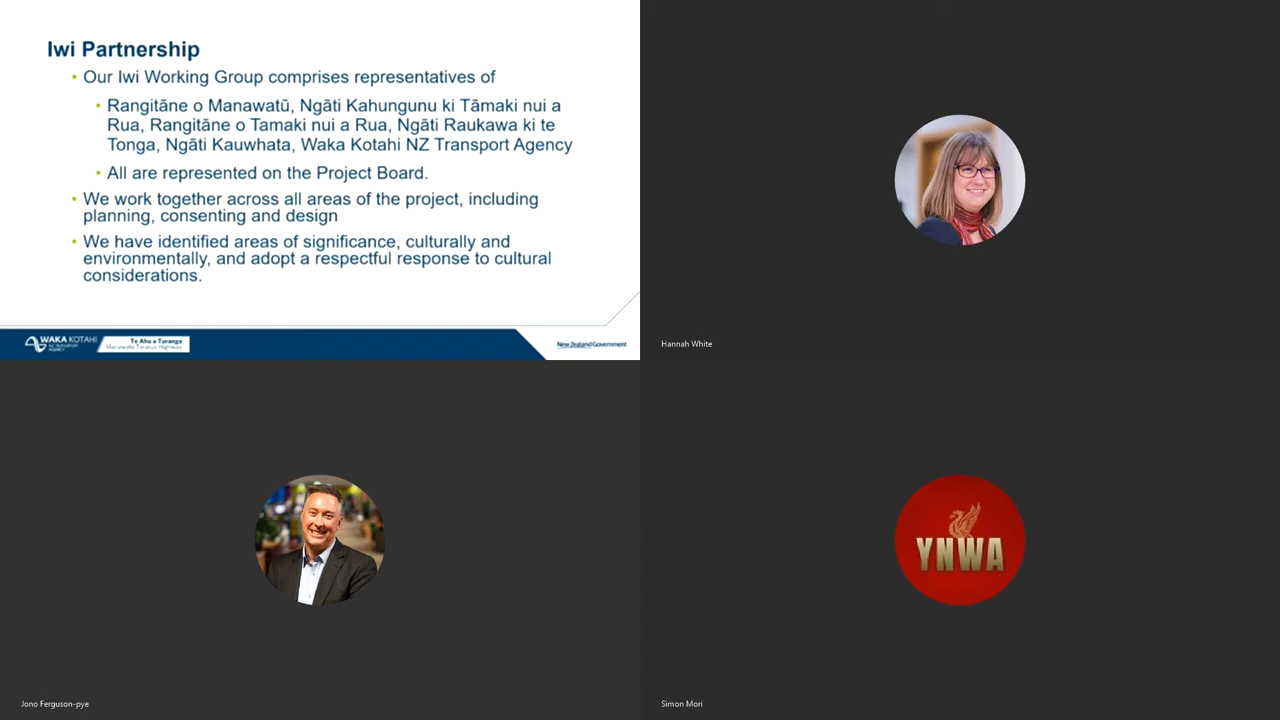 Iwi Partnership
• Our Iwi Working Group comprises representatives of
• Rangitāne o Manawatū, Ngāti Kahungunu ki Tāmaki nui a
Rua, Rangitāne o Tamaki nui a Rua, Ngāti Raukawa ki te
Tonga, Ngāti Kauwhata, Waka Kotahi NZ Transport Agency
• All are represented on the Project Board.
• We work together across all areas of the project, including
planning, consenting and design
• We have identified areas of significance, culturally and
environmentally, and adopt a respectful response to cultural
considerations.
WAKA KOTAHI
NZ TRANSPORT
AGENCY
Te Ahu a Turanga
Manawatū Tararua Highway
New Zealand Government
Hannah White
YNWA
Jono Ferguson-pye
Simon Mori